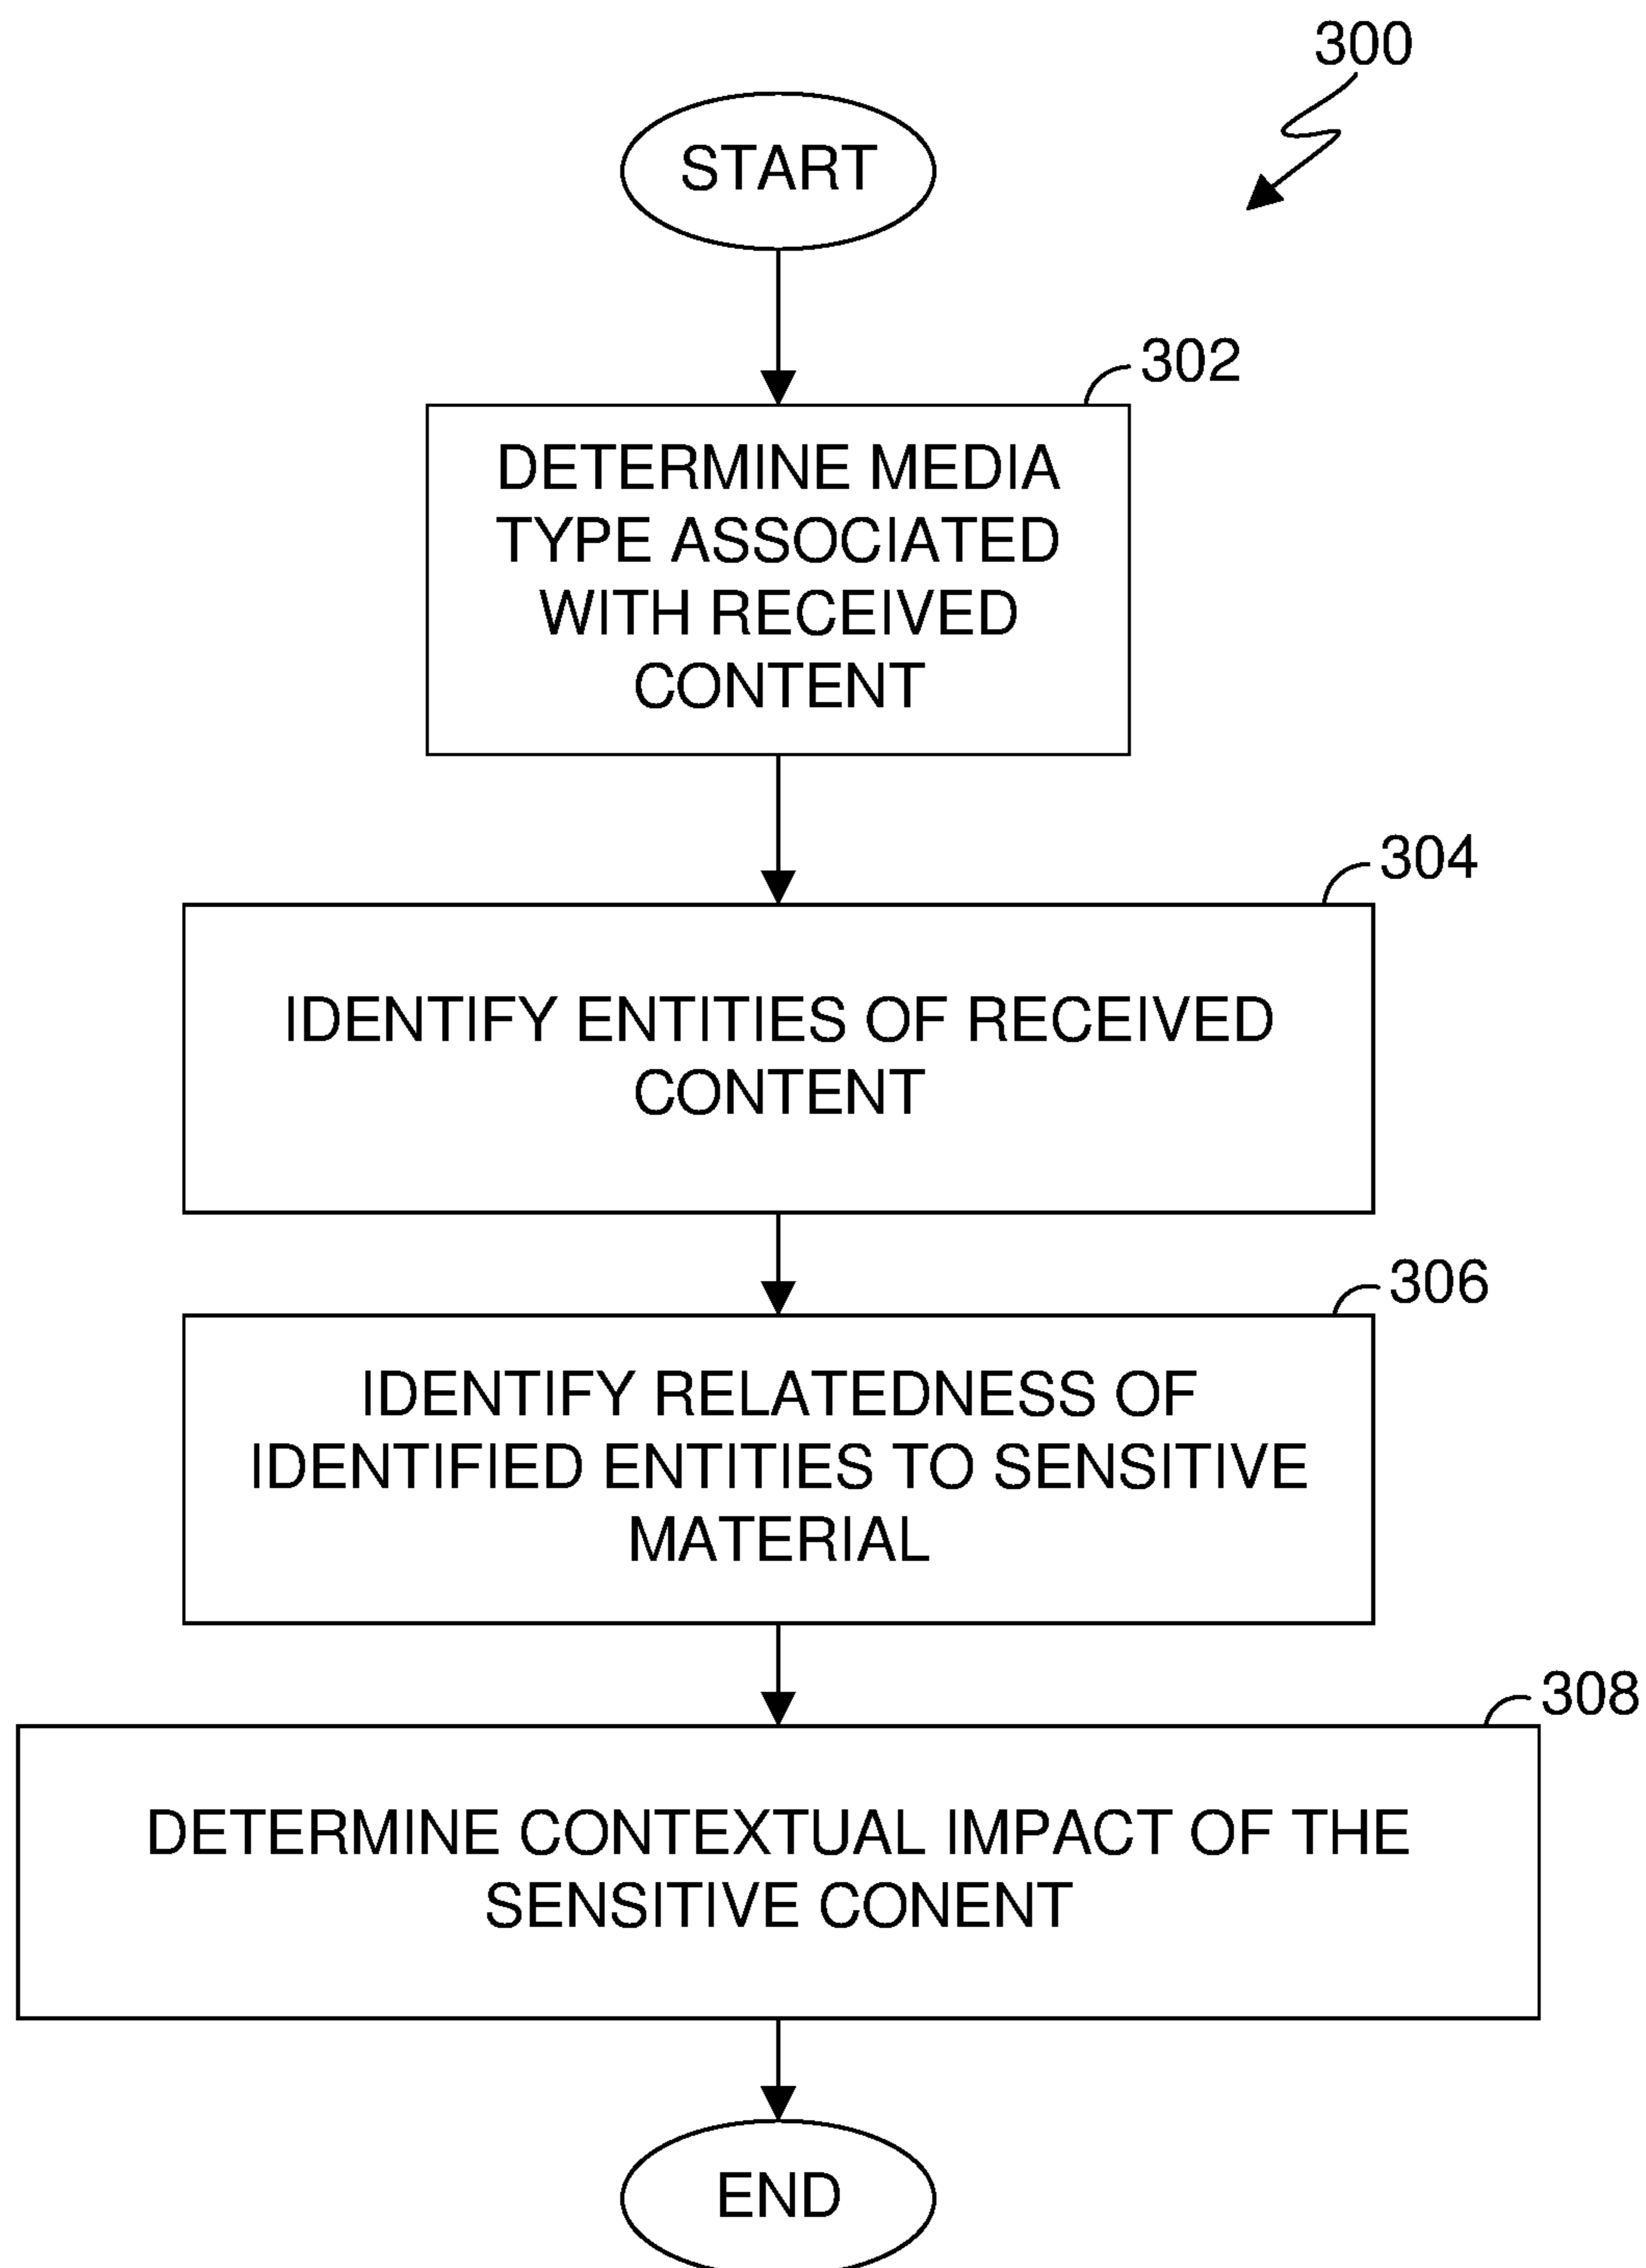 300
START
302
DETERMINE MEDIA
TYPE ASSOCIATED
WITH RECEIVED
CONTENT
304
IDENTIFY ENTITIES OF RECEIVED
CONTENT
306
IDENTIFY RELATEDNESS OF
IDENTIFIED ENTITIES TO SENSITIVE
MATERIAL
308
DETERMINE CONTEXTUAL IMPACT OF THE
SENSITIVE CONENT
END